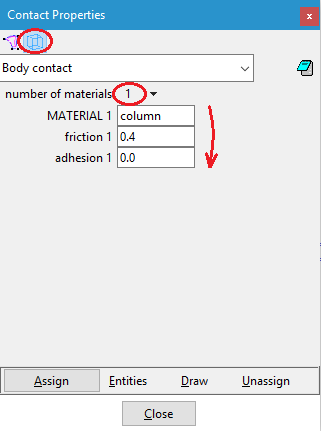 Contact Properties x
Body contact
number of materials 1
MATERIAL 1 column
friction 1 0.4
adhesion 1 0.0
Assign Entities Draw Unassign
Close